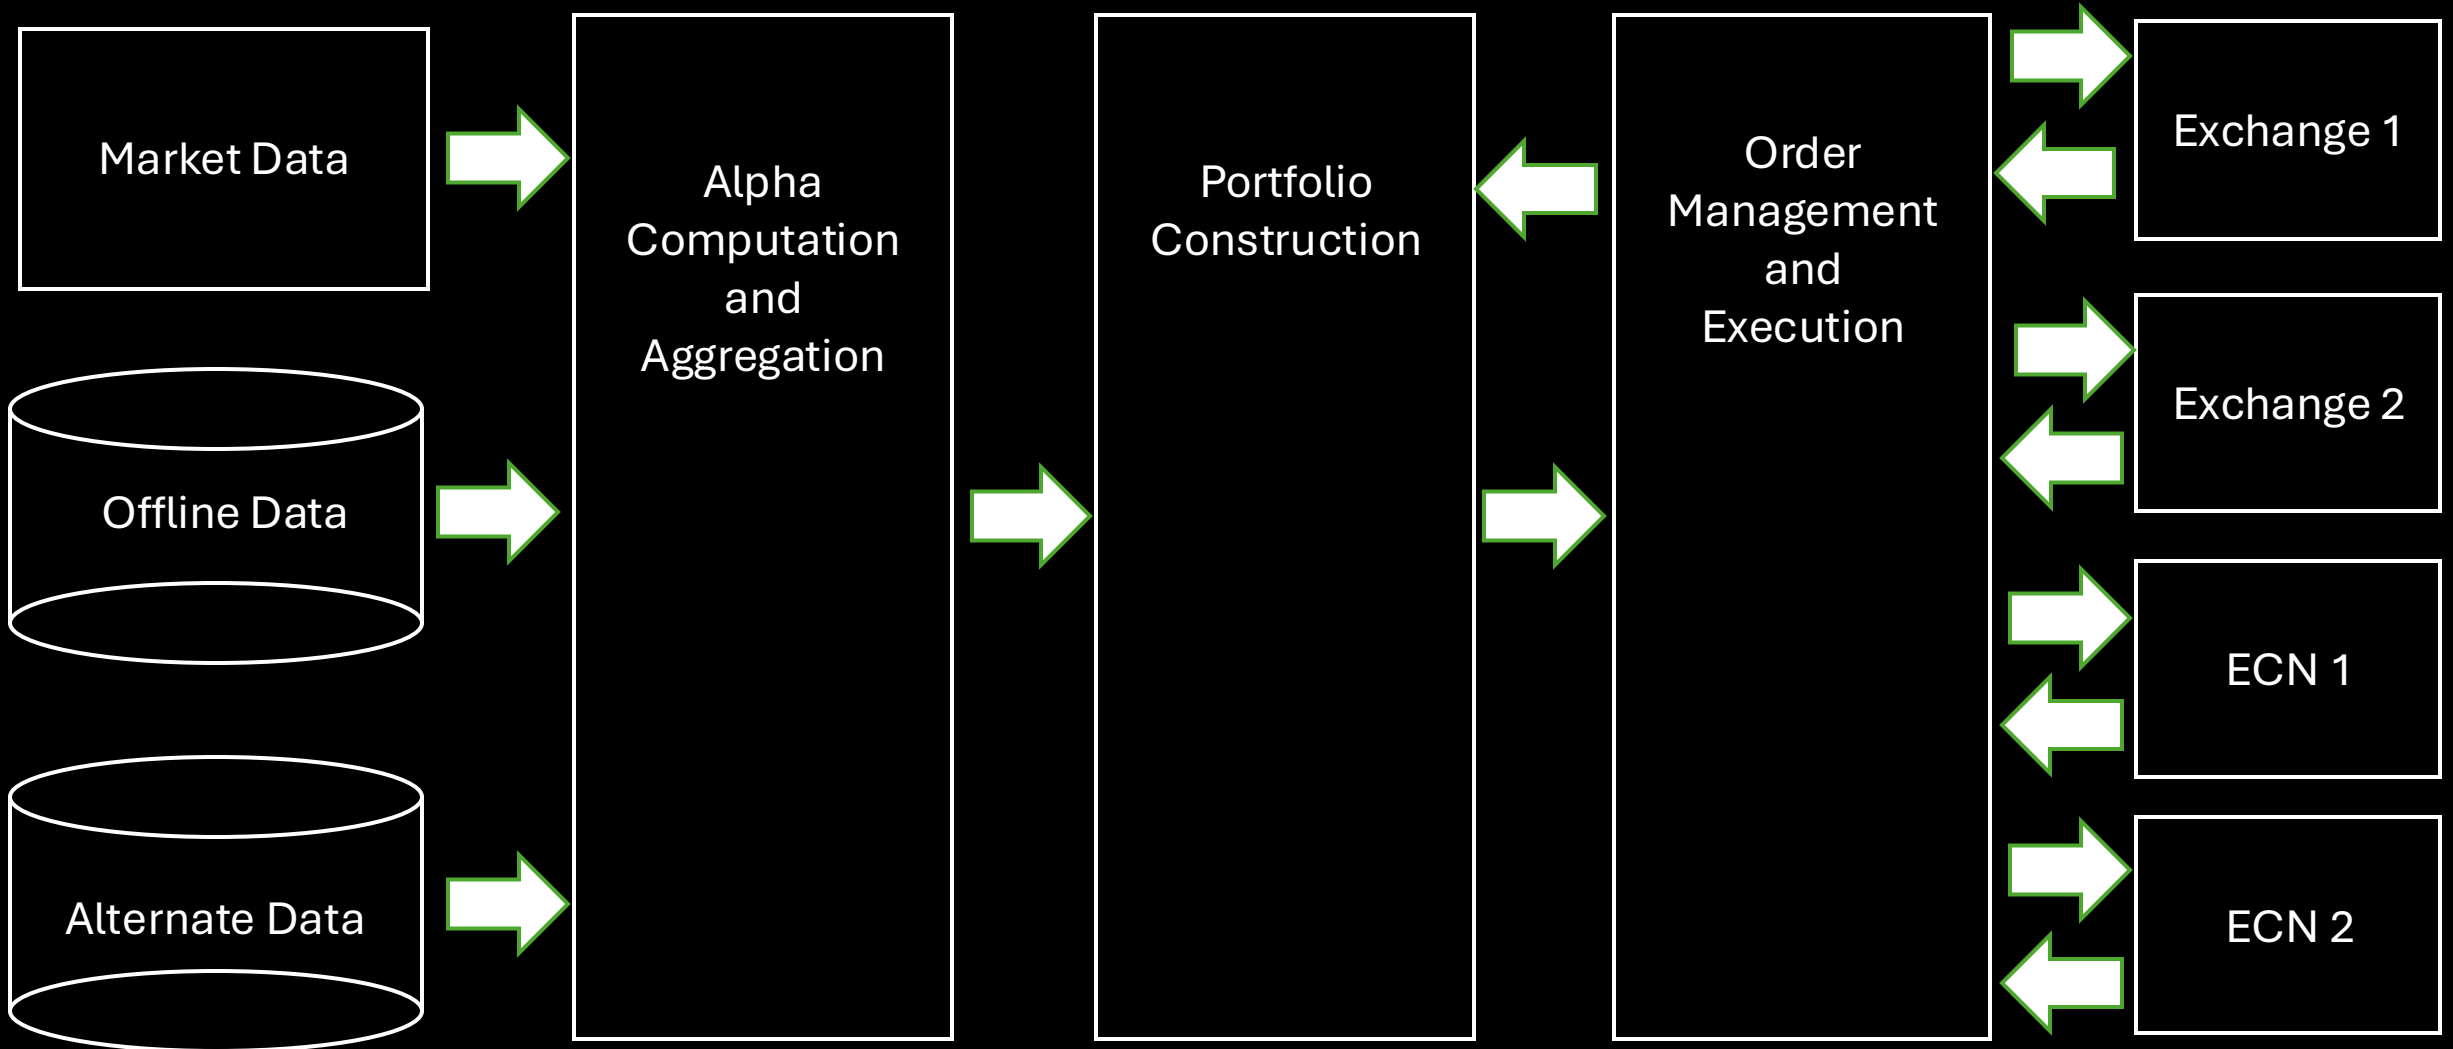 Market Data
Offline Data
Alternate Data
Alpha
Computation
and
Aggregation
Portfolio
Construction
Order
Management
and
Execution
Exchange 1
Exchange 2
ECN 1
ECN 2